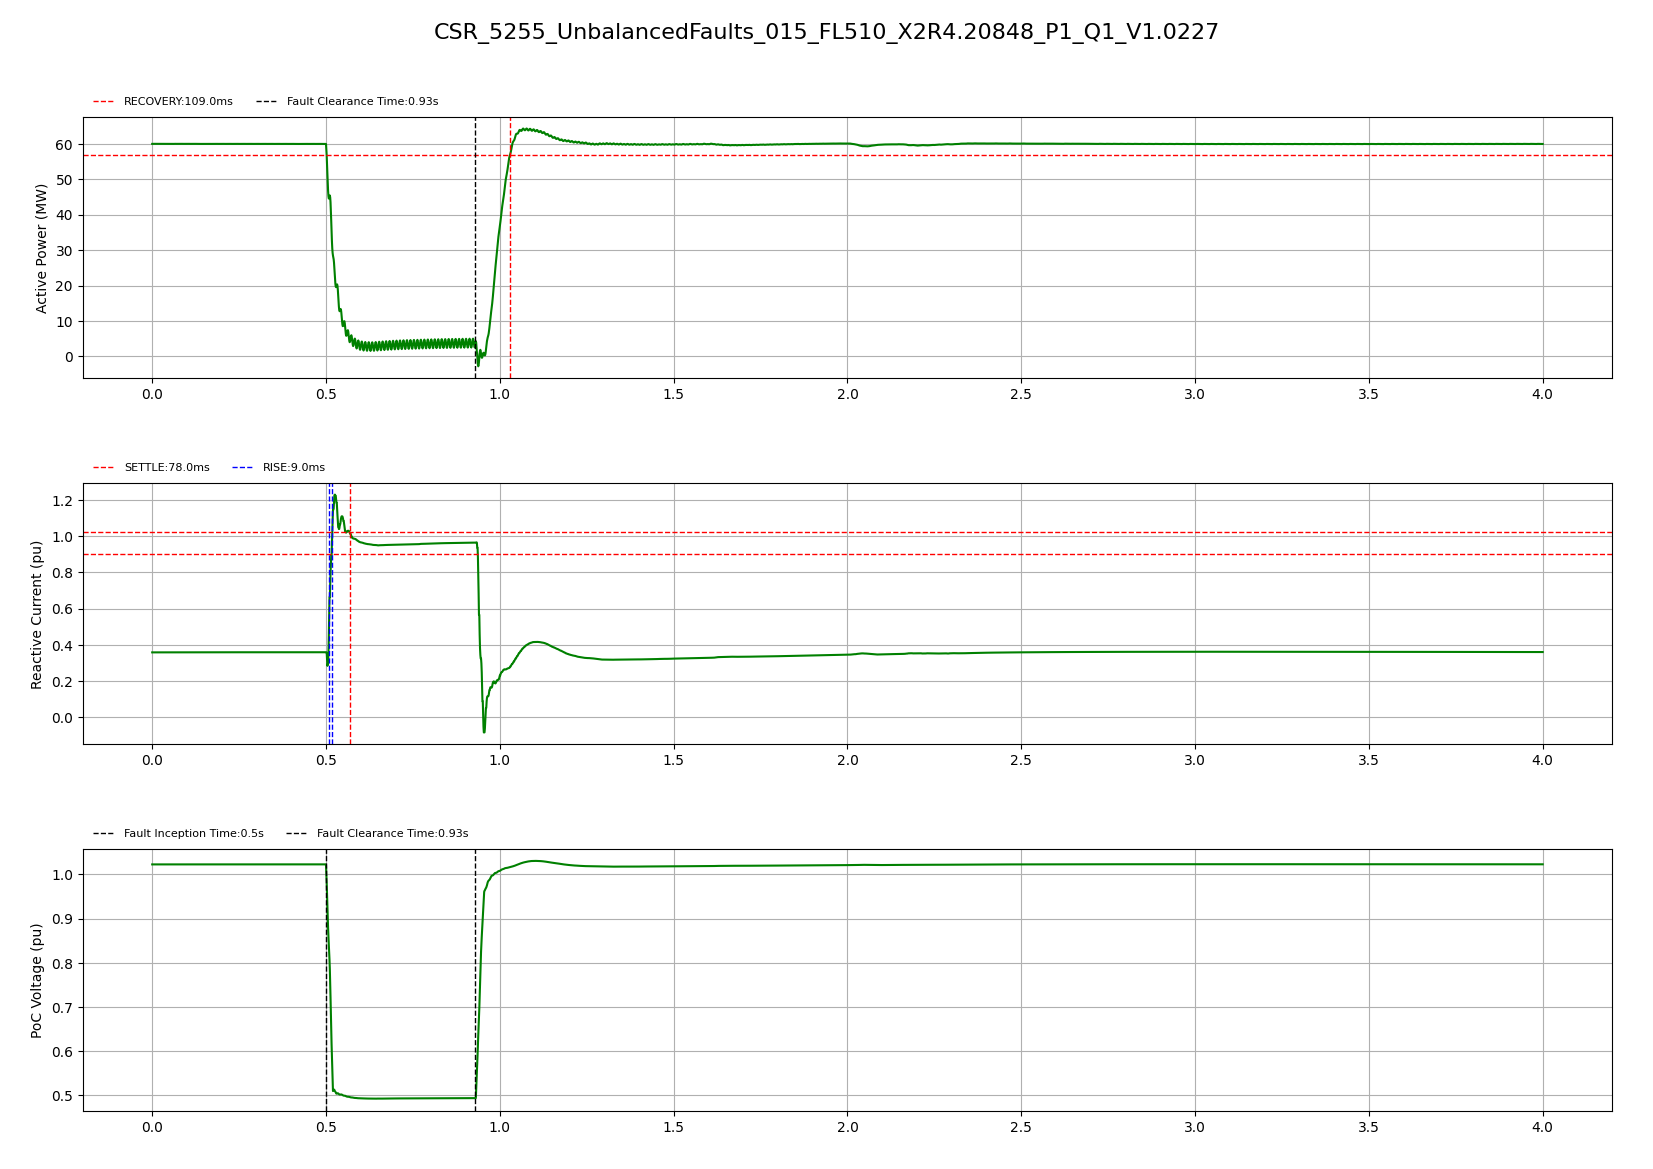 CSR_5255_UnbalancedFaults_015_FL510_X2R4.20848_P1_Q1_V1.0227
RECOVERY:109.0ms Fault Clearance Time:0.93s
Active Power (MW)
60
50
40
30
20
10
0
0.0 0.5 1.0 1.5 2.0 2.5 3.0 3.5 4.0
SETTLE:78.0ms RISE:9.0ms
Reactive Current (pu)
1.2
1.0
0.8
0.6
0.4
0.2
0.0
0.0 0.5 1.0 1.5 2.0 2.5 3.0 3.5 4.0
Fault Inception Time:0.5s Fault Clearance Time:0.93s
PoC Voltage (pu)
1.0
0.9
0.8
0.7
0.6
0.5
0.0 0.5 1.0 1.5 2.0 2.5 3.0 3.5 4.0